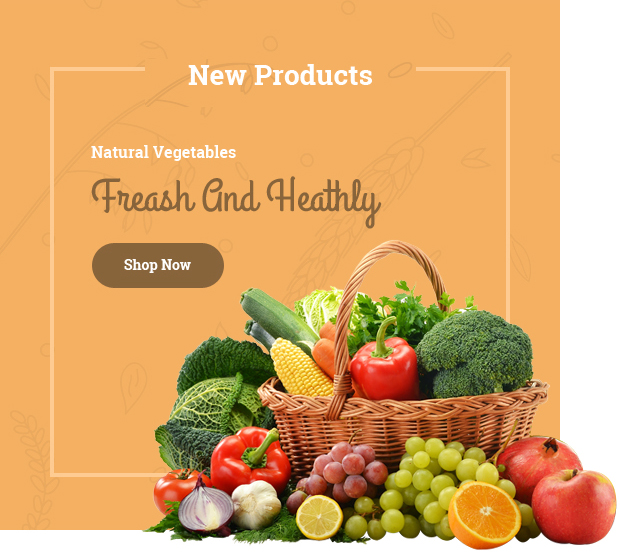 New Products
Natural Vegetables
Freash And Heathly
Shop Now